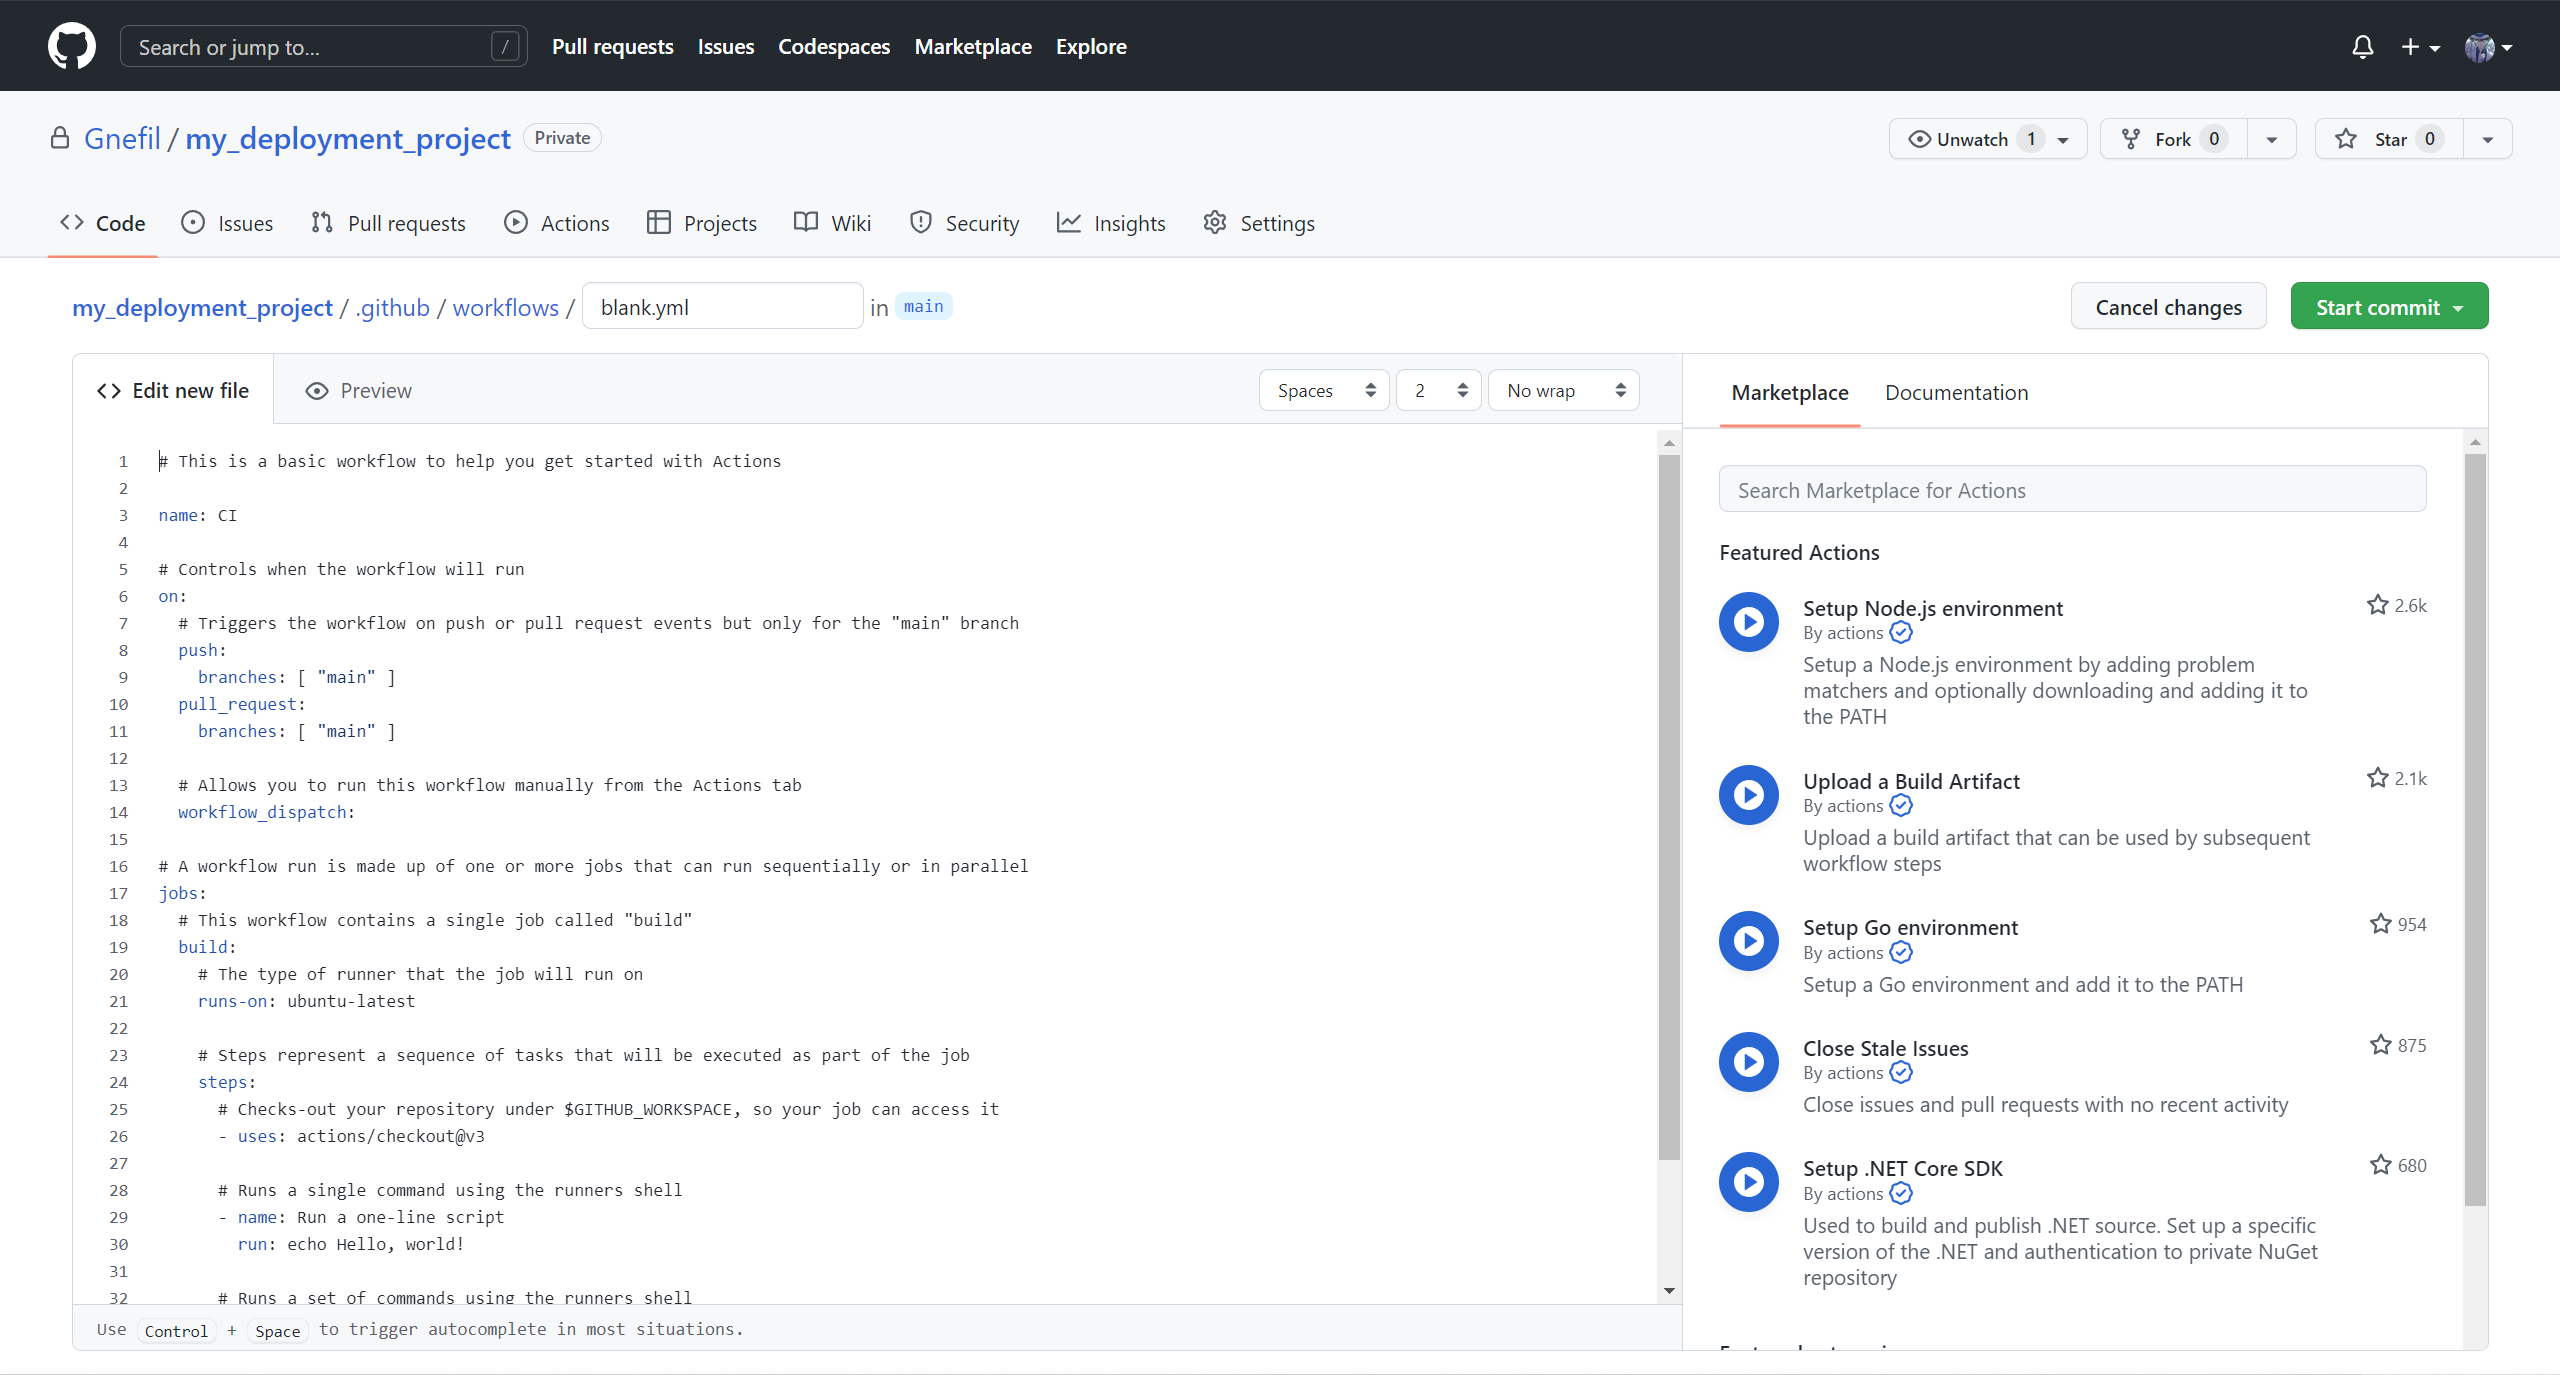 Search or jump to... /
Pull requests Issues Codespaces Marketplace Explore
Gnefil / my_deployment_project Private
Unwatch 1 Fork 0 Star 0
Code Issues Pull requests Actions Projects Wiki Security Insights Settings
my_deployment_project / .github / workflows / blank.yml in main
Cancel changes Start commit
Edit new file Preview
Spaces 2 No wrap
1 # This is a basic workflow to help you get started with Actions
2
3 name: CI
4
5 # Controls when the workflow will run
6 on:
7 # Triggers the workflow on push or pull request events but only for the "main" branch
8 push:
9 branches: [ "main" ]
10 pull_request:
11 branches: [ "main" ]
12
13 # Allows you to run this workflow manually from the Actions tab
14 workflow_dispatch:
15
16 # A workflow run is made up of one or more jobs that can run sequentially or in parallel
17 jobs:
18 # This workflow contains a single job called "build"
19 build:
20 # The type of runner that the job will run on
21 runs-on: ubuntu-latest
22
23 # Steps represent a sequence of tasks that will be executed as part of the job
24 steps:
25 # Checks-out your repository under $GITHUB_WORKSPACE, so your job can access it
26 - uses: actions/checkout@v3
27
28 # Runs a single command using the runners shell
29 - name: Run a one-line script
30 run: echo Hello, world!
31
32 # Runs a set of commands using the runners shell
Use Control + Space to trigger autocomplete in most situations.
Marketplace Documentation
Search Marketplace for Actions
Featured Actions
Setup Node.js environment 2.6k
By actions
Setup a Node.js environment by adding problem
matchers and optionally downloading and adding it to
the PATH
Upload a Build Artifact 2.1k
By actions
Upload a build artifact that can be used by subsequent
workflow steps
Setup Go environment 954
By actions
Setup a Go environment and add it to the PATH
Close Stale Issues 875
By actions
Close issues and pull requests with no recent activity
Setup .NET Core SDK 680
By actions
Used to build and publish .NET source. Set up a specific
version of the .NET and authentication to private NuGet
repository